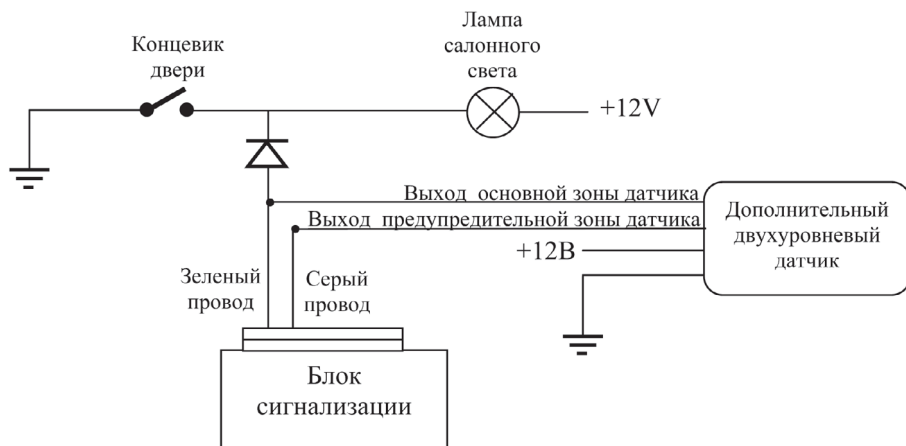 Концевик
двери
Лампа
салонного
света
+12V
Выход основной зоны датчика
Выход предупредительной зоны датчика
+12В
Дополнительный
двухуровневый
датчик
Зеленый
провод
Серый
провод
Блок
сигнализации